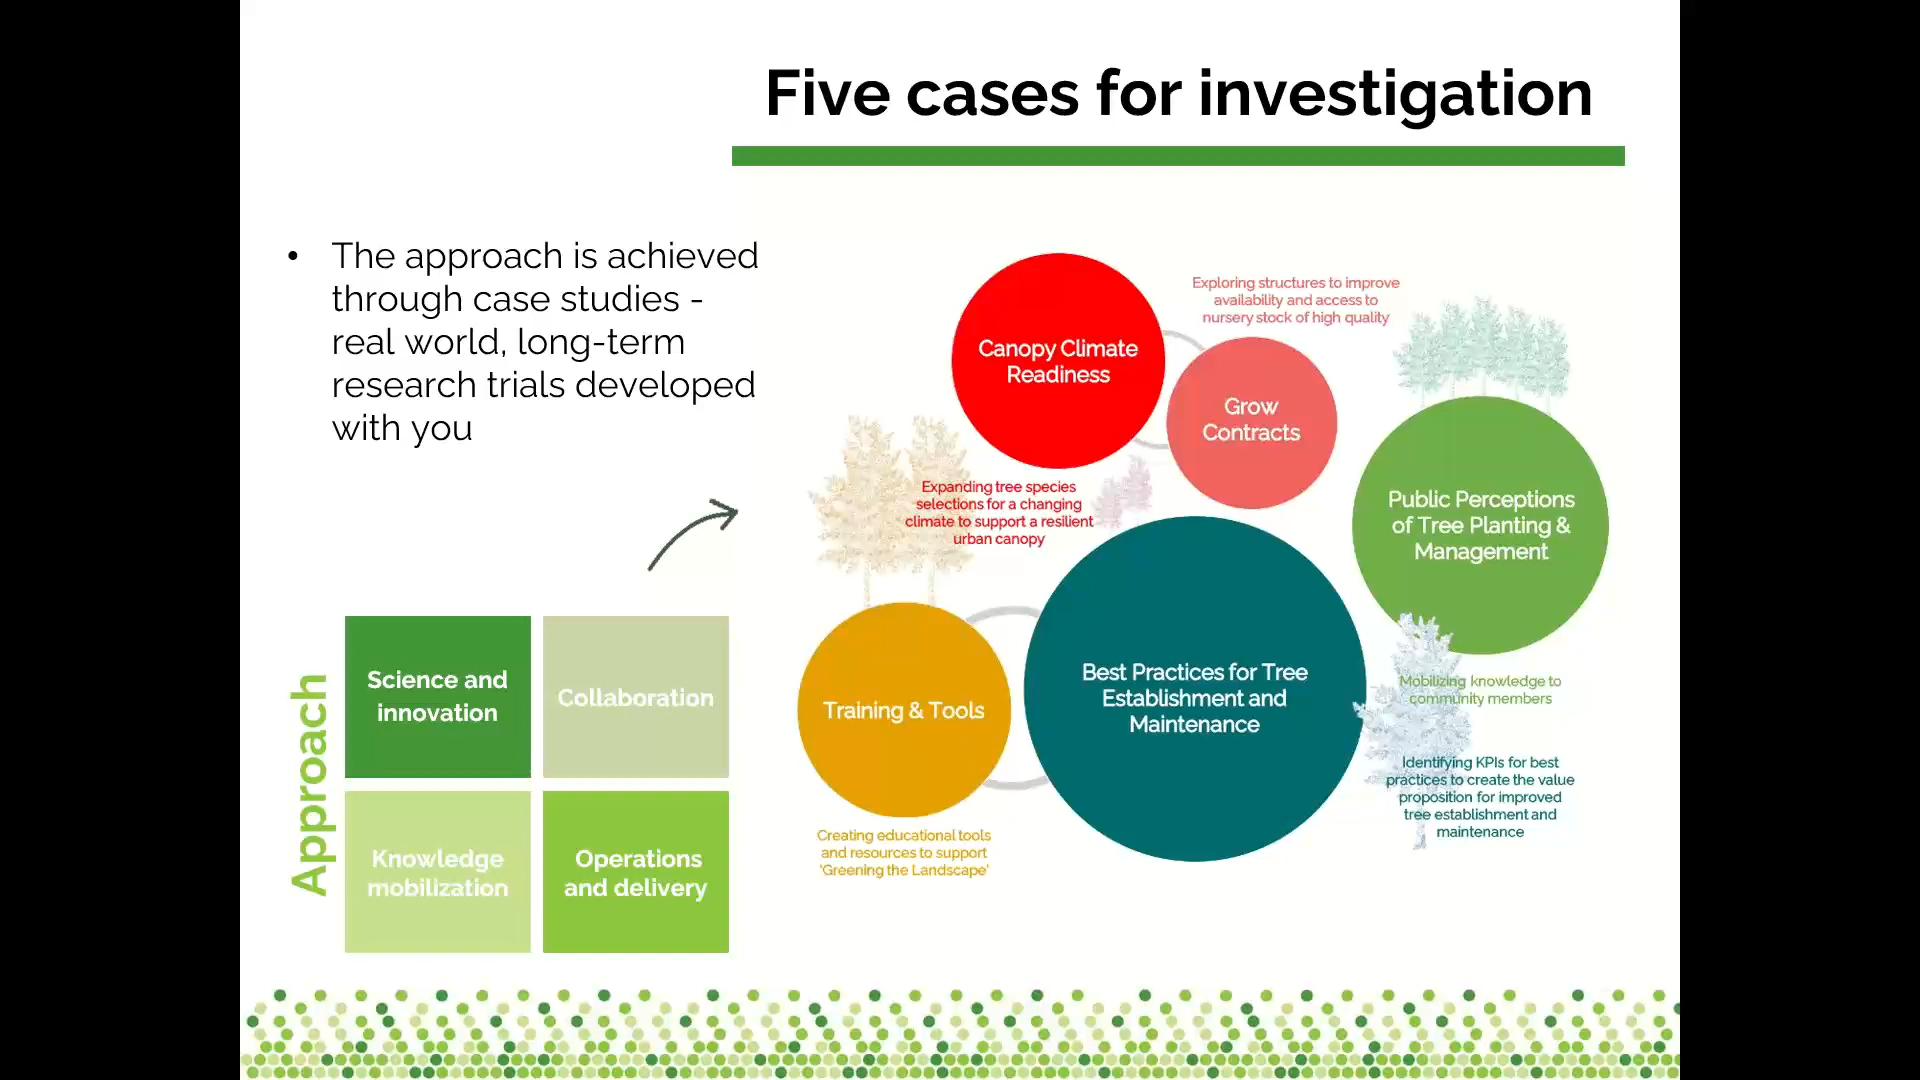 Five cases for investigation
• The approach is achieved
through case studies -
real world, long-term
research trials developed
with you
Approach
Science and
innovation
Collaboration
Knowledge
mobilization
Operations
and delivery
Canopy Climate
Readiness
Expanding tree species
selections for a changing
climate to support a resilient
urban canopy
Exploring structures to improve
availability and access to
nursery stock of high quality
Grow
Contracts
Public Perceptions
of Tree Planting &
Management
Mobilizing knowledge to
community members
Training & Tools
Creating educational tools
and resources to support
'Greening the Landscape'
Best Practices for Tree
Establishment and
Maintenance
Identifying KPIs for best
practices to create the value
proposition for improved
tree establishment and
maintenance